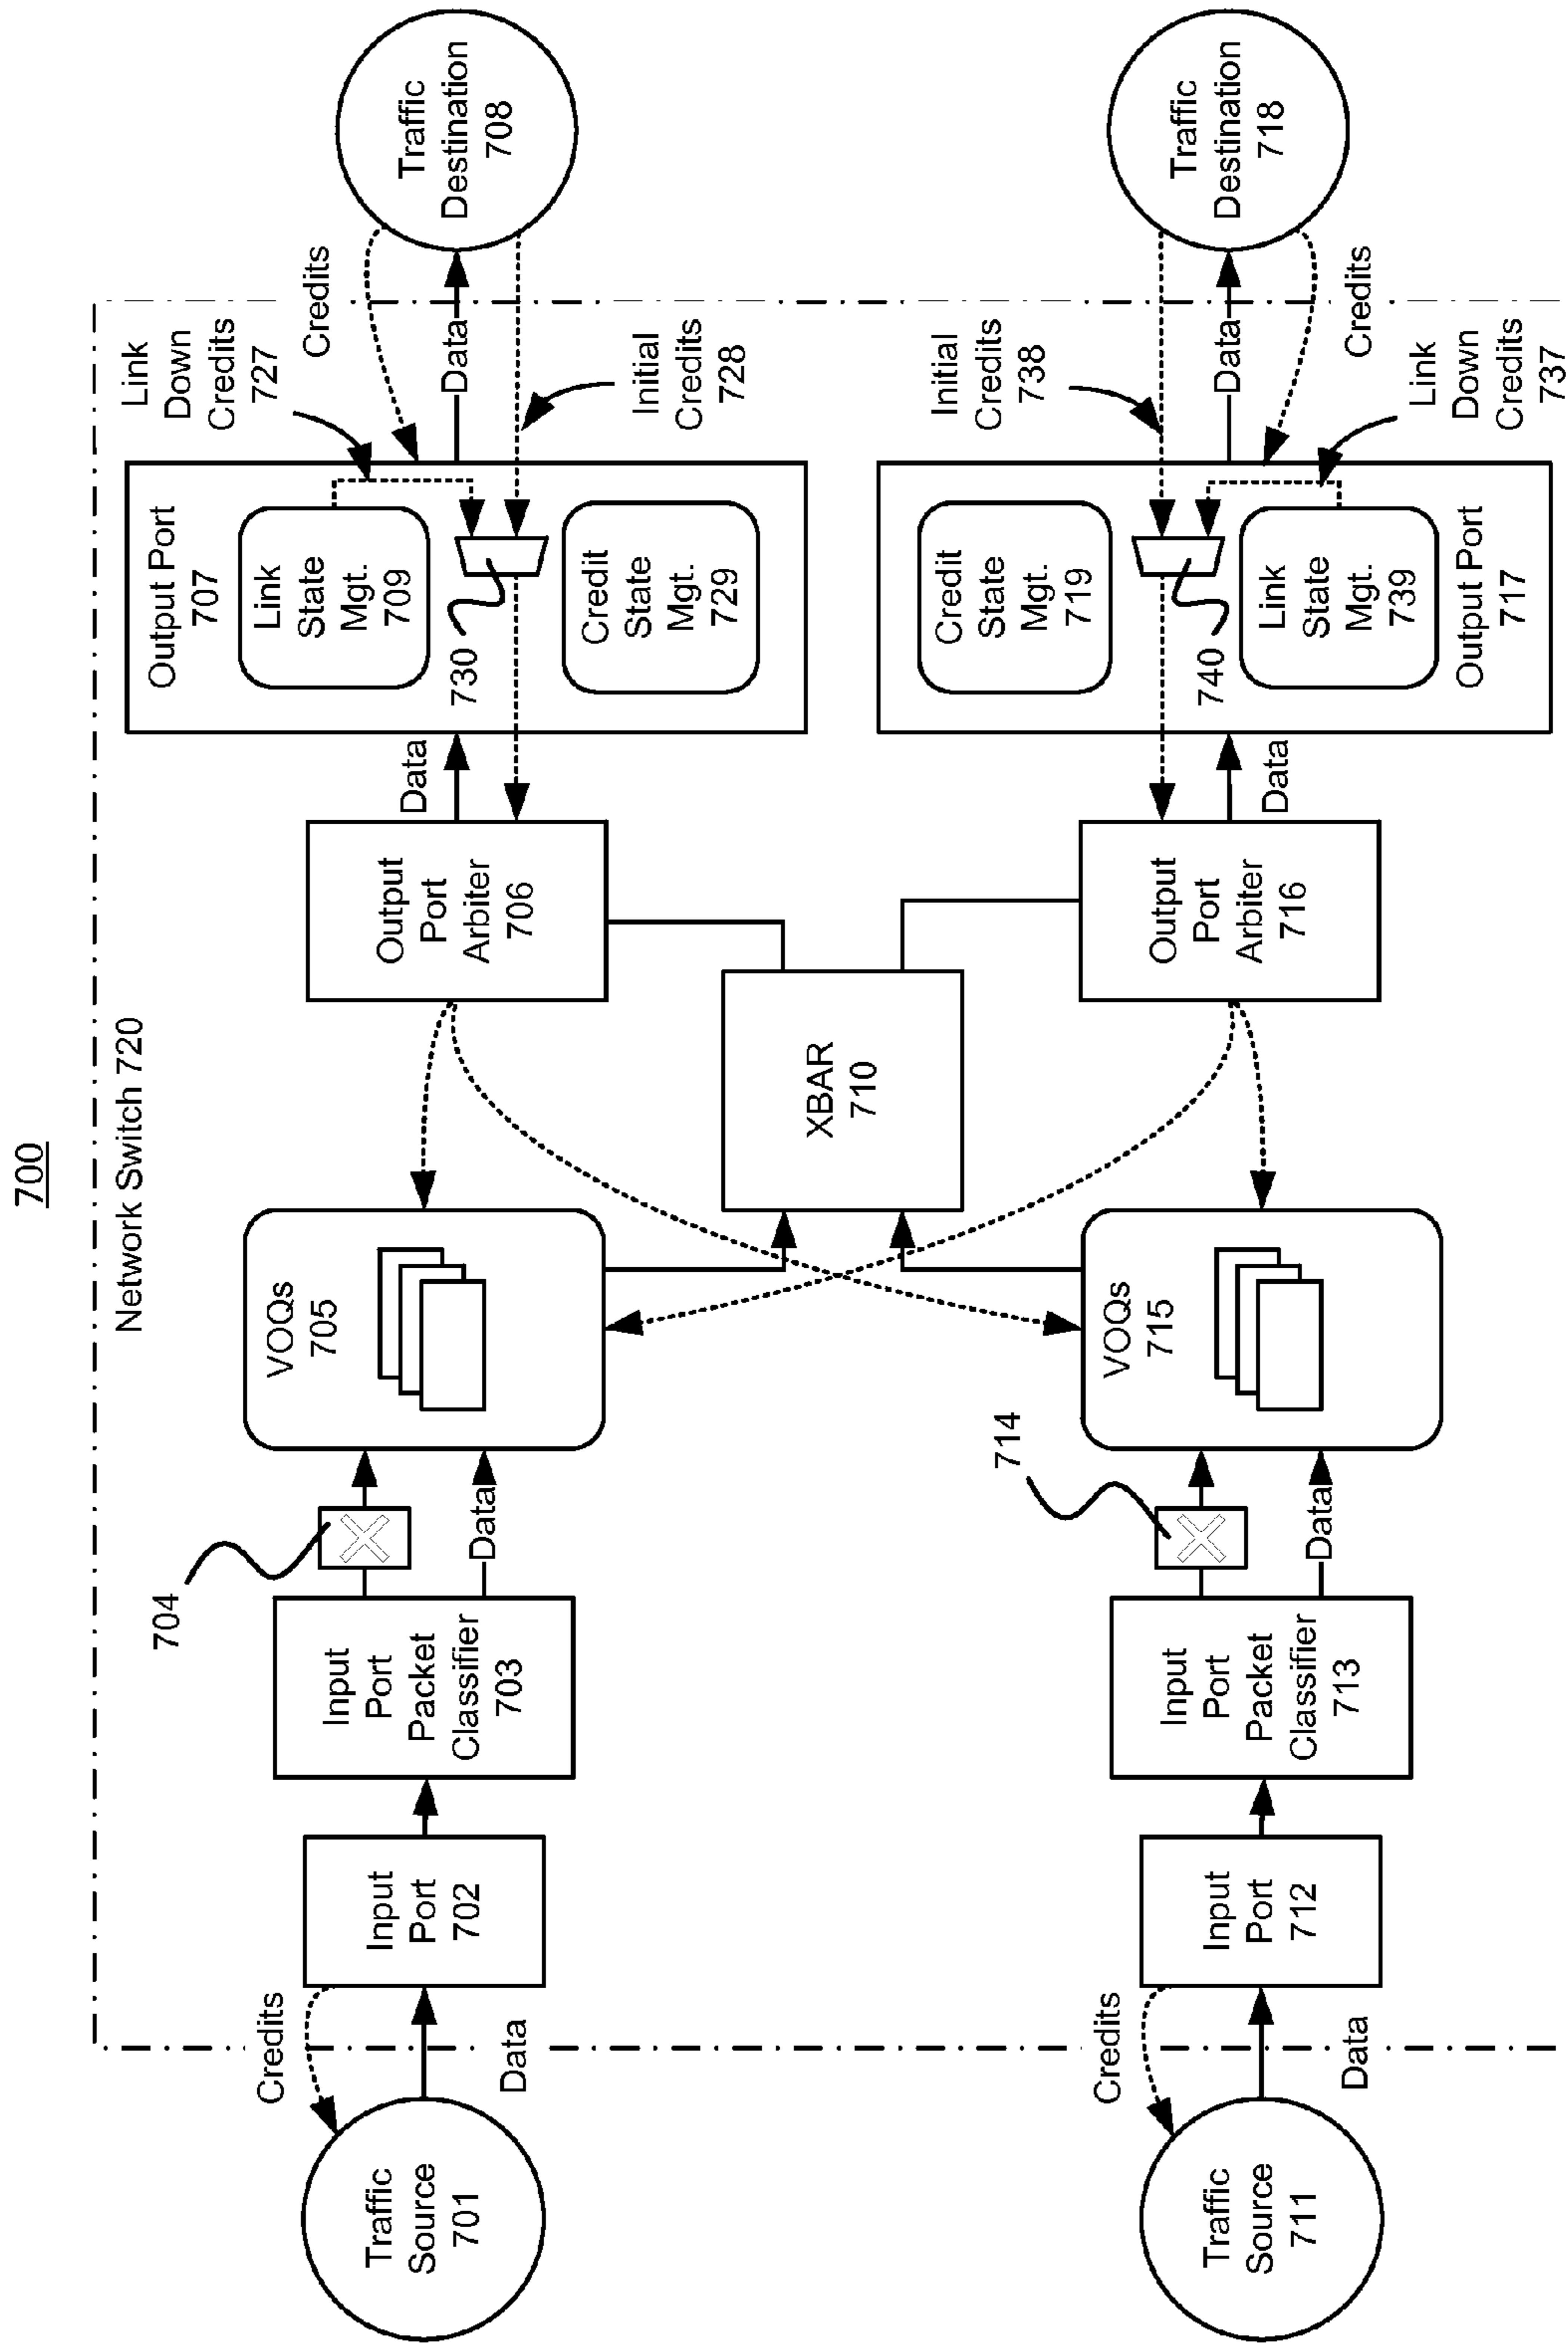 700
Network Switch 720
Traffic
Source
701
Credits
Data
Input
Port
702
Input
Port
Packet
Classifier
703
704
Data
VOQs
705
Output
Port
Arbiter
706
Data
Output Port
707
Link
State
Mgt.
709
730
Credit
State
Mgt.
729
Link
Down
Credits
727
Credits
Data
Initial
Credits
728
Traffic
Destination
708
XBAR
710
Traffic
Source
711
Credits
Data
Input
Port
712
Input
Port
Packet
Classifier
713
714
Data
VOQs
715
Output
Port
Arbiter
716
Data
Credit
State
Mgt.
719
740
Link
State
Mgt.
739
Output Port
717
Initial
Credits
738
Data
Credits
Link
Down
Credits
737
Traffic
Destination
718